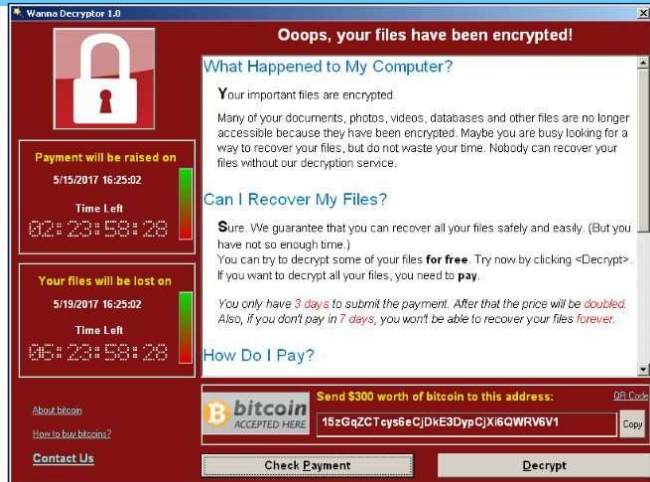 Wanna Decryptor 1.0
Ooops, your files have been encrypted!
What Happened to My Computer?
Your important files are encrypted.
Many of your documents, photos, videos, databases and other files are no longer
accessible because they have been encrypted. Maybe you are busy looking for a
way to recover your files, but do not waste your time. Nobody can recover your
files without our decryption service.
Can I Recover My Files?
Sure. We guarantee that you can recover all your files safely and easily. (But you
have not so enough time.)
You can try to decrypt some of your files for free. Try now by clicking <Decrypt>.
If you want to decrypt all your files, you need to pay.
You only have 3 days to submit the payment. After that the price will be doubled.
Also, if you don't pay in 7 days, you won't be able to recover your files forever.
How Do I Pay?
Payment will be raised on
5/15/2017 16:25:02
Time Left
02:23:58:28
Your files will be lost on
5/19/2017 16:25:02
Time Left
06:23:58:28
About bitcoin
How to buy bitcoins?
Contact Us
bitcoin
ACCEPTED HERE
Send $300 worth of bitcoin to this address:
QR Code
15zGqZCTcys6eCjDkE3DypCjXi6QWRV6V1
Copy
Check Payment
Decrypt